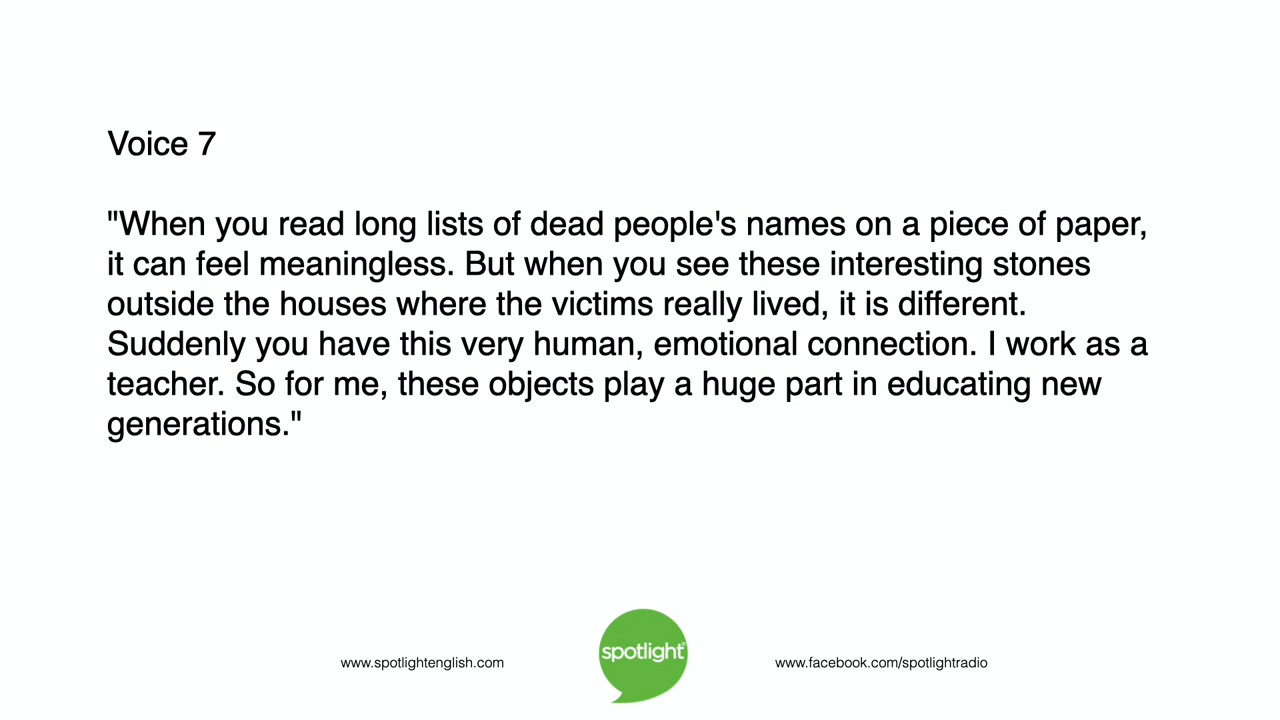 Voice 7
"When you read long lists of dead people's names on a piece of paper,
it can feel meaningless. But when you see these interesting stones
outside the houses where the victims really lived, it is different.
Suddenly you have this very human, emotional connection. I work as a
teacher. So for me, these objects play a huge part in educating new
generations."
www.spotlightenglish.com
spotlight®
www.facebook.com/spotlightradio